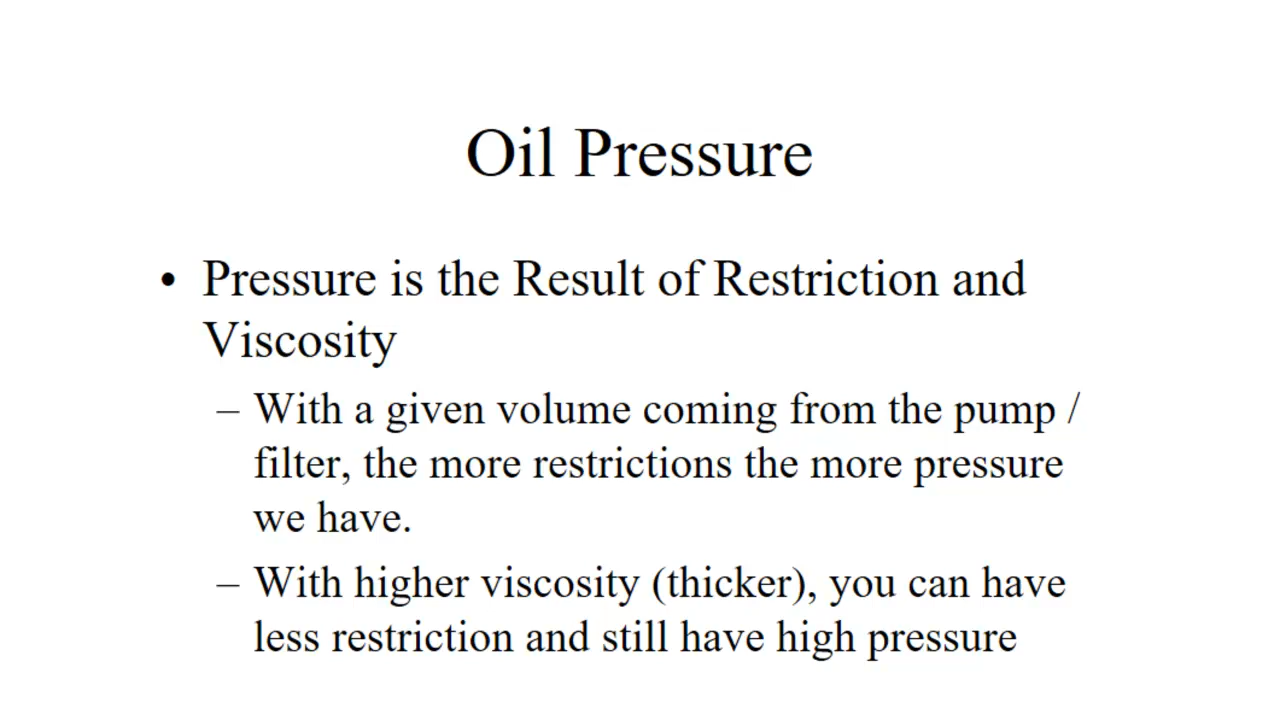 Oil Pressure
• Pressure is the Result of Restriction and
Viscosity
– With a given volume coming from the pump /
filter, the more restrictions the more pressure
we have.
– With higher viscosity (thicker), you can have
less restriction and still have high pressure